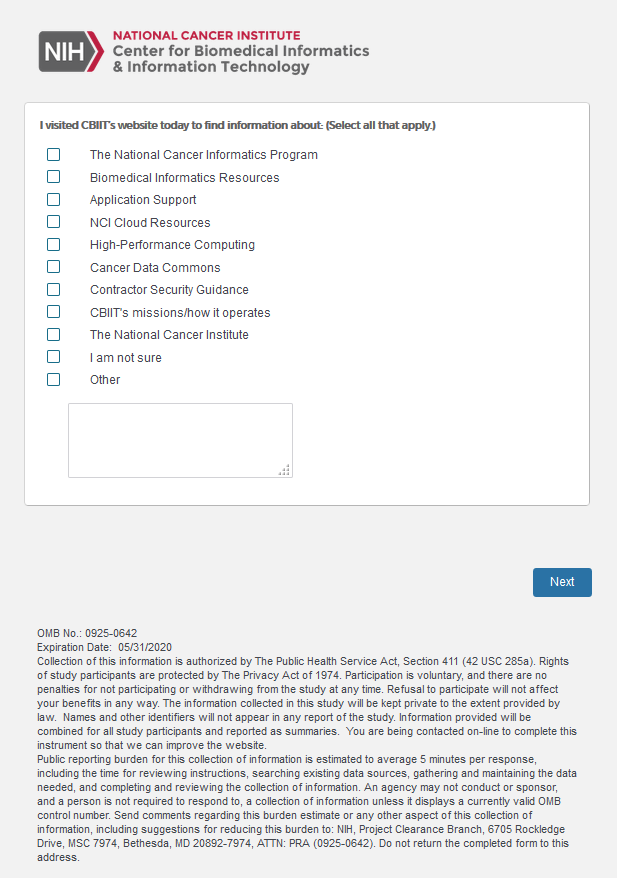 NIH
NATIONAL CANCER INSTITUTE
Center for Biomedical Informatics
& Information Technology
I visited CBIIT's website today to find information about: (Select all that apply.)
The National Cancer Informatics Program
Biomedical Informatics Resources
Application Support
NCI Cloud Resources
High-Performance Computing
Cancer Data Commons
Contractor Security Guidance
CBIIT's missions/how it operates
The National Cancer Institute
I am not sure
Other
Next
OMB No.: 0925-0642
Expiration Date:  05/31/2020
Collection of this information is authorized by The Public Health Service Act, Section 411 (42 USC 285a). Rights
of study participants are protected by The Privacy Act of 1974. Participation is voluntary, and there are no
penalties for not participating or withdrawing from the study at any time. Refusal to participate will not affect
your benefits in any way. The information collected in this study will be kept private to the extent provided by
law.  Names and other identifiers will not appear in any report of the study. Information provided will be
combined for all study participants and reported as summaries.  You are being contacted on-line to complete this
instrument so that we can improve the website.
Public reporting burden for this collection of information is estimated to average 5 minutes per response,
including the time for reviewing instructions, searching existing data sources, gathering and maintaining the data
needed, and completing and reviewing the collection of information. An agency may not conduct or sponsor,
and a person is not required to respond to, a collection of information unless it displays a currently valid OMB
control number. Send comments regarding this burden estimate or any other aspect of this collection of
information, including suggestions for reducing this burden to: NIH, Project Clearance Branch, 6705 Rockledge
Drive, MSC 7974, Bethesda, MD 20892-7974, ATTN: PRA (0925-0642). Do not return the completed form to this
address.